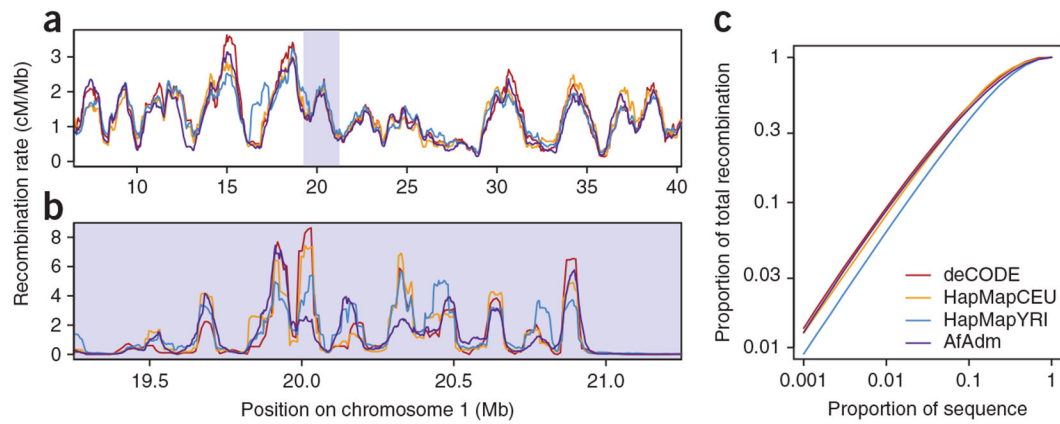 a
3
2
1
0
10
15
20
25
30
35
40
Recombination rate (cM/Mb)
b
8
6
4
2
0
19.5
20.0
20.5
21.0
Position on chromosome 1 (Mb)
c
Proportion of total recombination
1
0.3
0.1
0.03
0.01
deCODE
HapMapCEU
HapMapYRI
AfAdm
0.001
0.01
0.1
1
Proportion of sequence